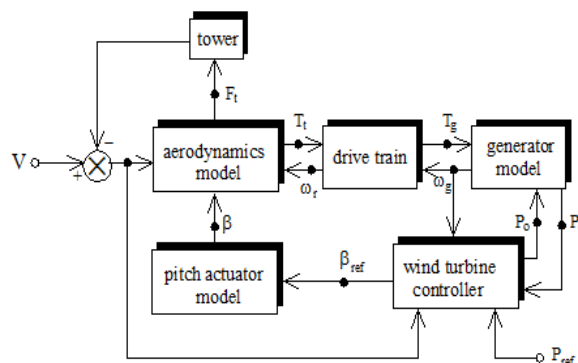 tower
F_t
V
+
−
aerodynamics
model
T_t
ω_r
drive train
T_g
ω_g
generator
model
P_o
P
β
β_ref
pitch actuator
model
wind turbine
controller
P_ref